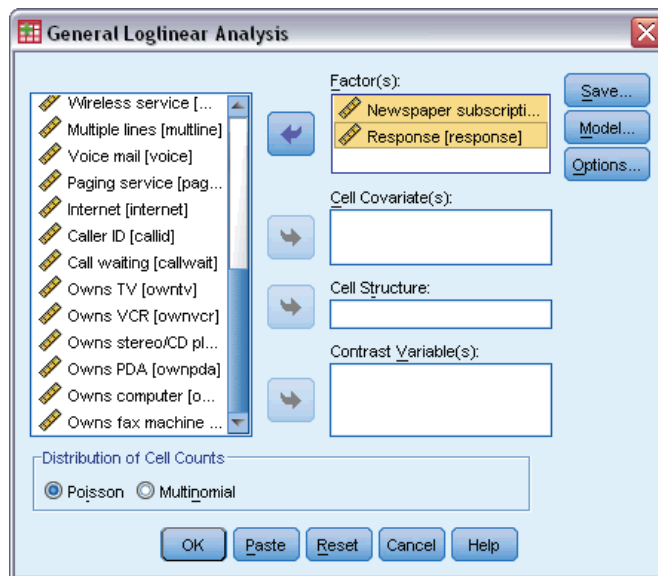 General Loglinear Analysis
Wireless service [...
Multiple lines [multline]
Voice mail [voice]
Paging service [pag...
Internet [internet]
Caller ID [callid]
Call waiting [callwait]
Owns TV [owntv]
Owns VCR [ownvcr]
Owns stereo/CD pl...
Owns PDA [ownpda]
Owns computer [o...
Owns fax machine ...
Factor(s):
Newspaper subscripti...
Response [response]
Cell Covariate(s):
Cell Structure:
Contrast Variable(s):
Save...
Model...
Options...
Distribution of Cell Counts
Poisson Multinomial
OK Paste Reset Cancel Help